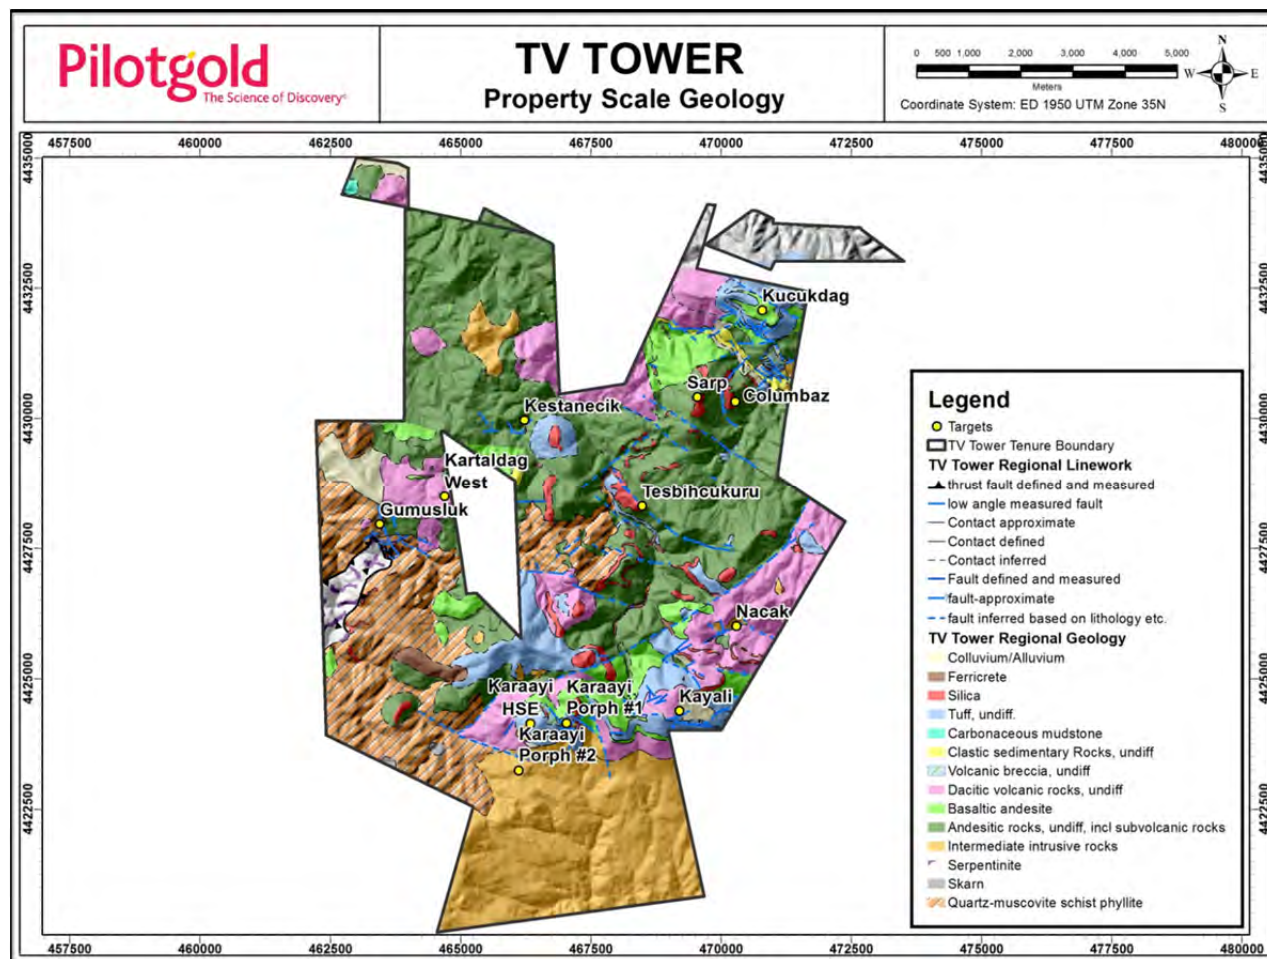 Pilotgold
The Science of Discovery
TV TOWER
Property Scale Geology
0 500 1,000 2,000 3,000 4,000 5,000
Meters
Coordinate System: ED 1950 UTM Zone 35N
N
W E
S
457500 460000 462500 465000 467500 470000 472500 475000 477500 480000
4435000 4435000
4432500 4432500
4430000 4430000
4427500 4427500
4425000 4425000
4422500 4422500
Kucukdag
Sarp
Columbaz
Kestanecik
Kartaldag
West
Tesbihcukuru
Gumusluk
Nacak
Karaayi
HSE
Karaayi
Porph #1
Kayali
Karaayi
Porph #2
Legend
Targets
TV Tower Tenure Boundary
TV Tower Regional Linework
thrust fault defined and measured
low angle measured fault
Contact approximate
Contact defined
Contact inferred
Fault defined and measured
fault-approximate
fault inferred based on lithology etc.
TV Tower Regional Geology
Colluvium/Alluvium
Ferricrete
Silica
Tuff, undiff.
Carbonaceous mudstone
Clastic sedimentary Rocks, undiff
Volcanic breccia, undiff
Dacitic volcanic rocks, undiff
Basaltic andesite
Andesitic rocks, undiff, incl subvolcanic rocks
Intermediate intrusive rocks
Serpentinite
Skarn
Quartz-muscovite schist phyllite
457500 460000 462500 465000 467500 470000 472500 475000 477500 480000